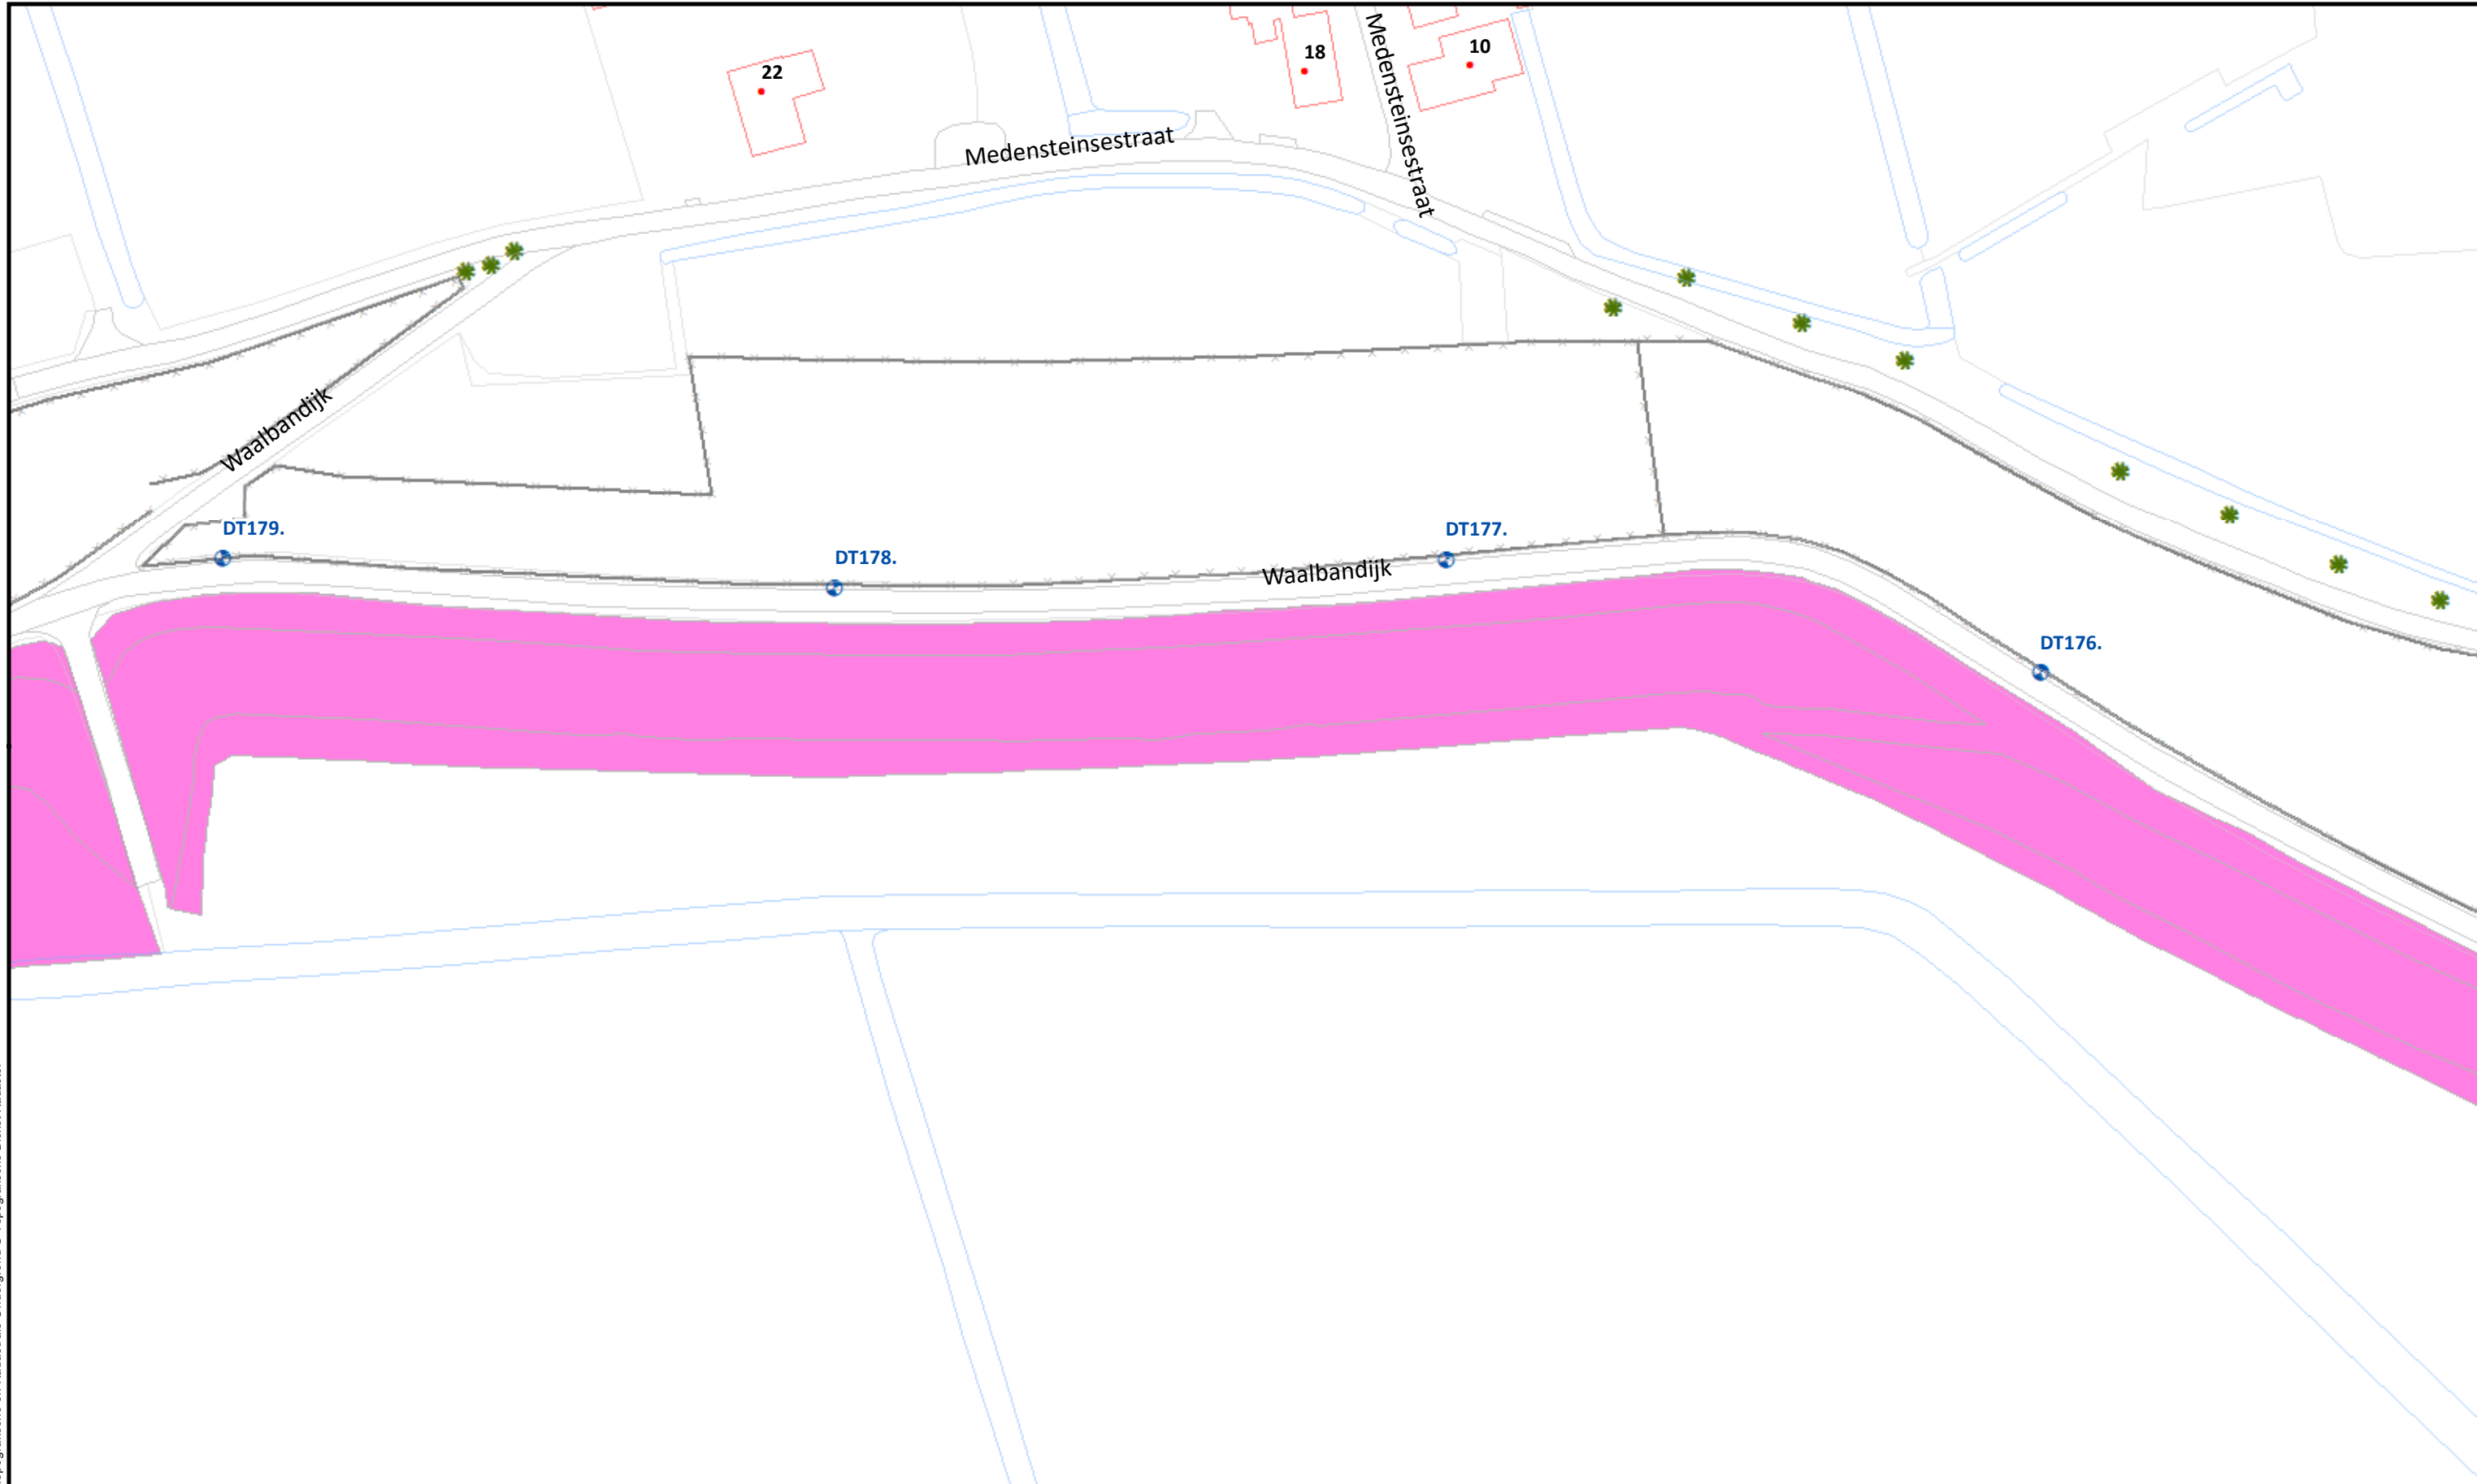 22
18
10
Medensteinsestraat
Medensteinsestraat
Waalbandijk
DT179.
DT178.
DT177.
Waalbandijk
DT176.